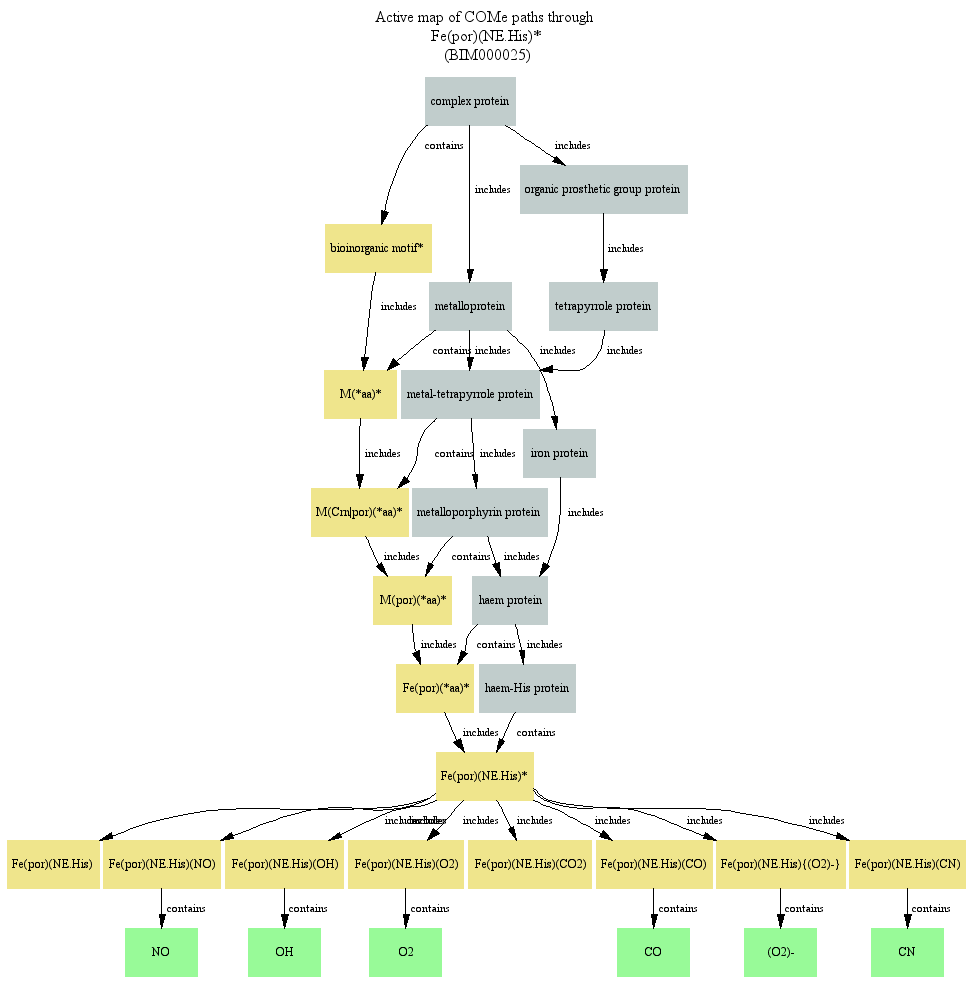 Active map of COMe paths through
Fe(por)(NE.His)*
(BIM000025)
complex protein
contains
includes
includes
organic prosthetic group protein
bioinorganic motif*
includes
includes
metalloprotein
tetrapyrrole protein
contains
includes
includes
includes
M(*aa)*
metal-tetrapyrrole protein
iron protein
includes
contains
includes
M(Crn|por)(*aa)*
metalloporphyrin protein
includes
includes
contains
includes
M(por)(*aa)*
haem protein
includes
contains
includes
Fe(por)(*aa)*
haem-His protein
includes
contains
Fe(por)(NE.His)*
includes
includes
includes
includes
includes
includes
includes
includes
Fe(por)(NE.His)
Fe(por)(NE.His)(NO)
Fe(por)(NE.His)(OH)
Fe(por)(NE.His)(O2)
Fe(por)(NE.His)(CO2)
Fe(por)(NE.His)(CO)
Fe(por)(NE.His){(O2)-}
Fe(por)(NE.His)(CN)
contains
contains
contains
contains
contains
contains
NO
OH
O2
CO
(O2)-
CN